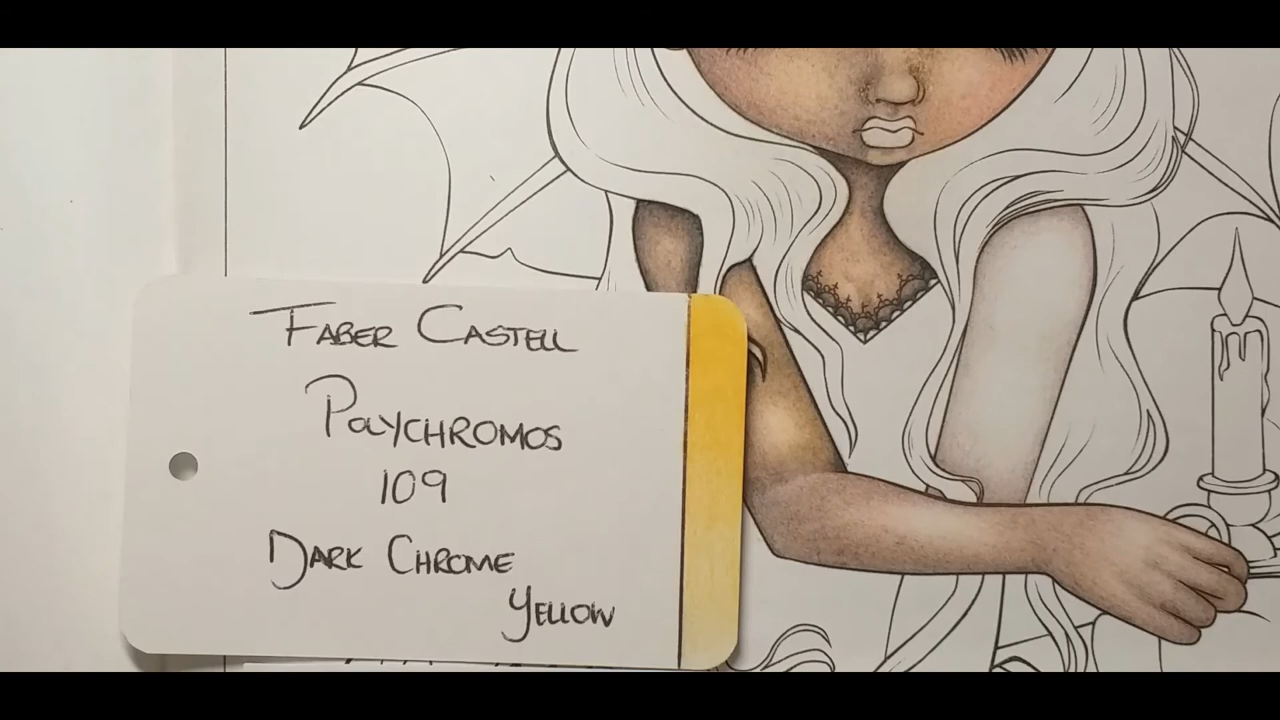 FABER CASTELL
POLYCHROMOS
109
DARK CHROME
YELLOW